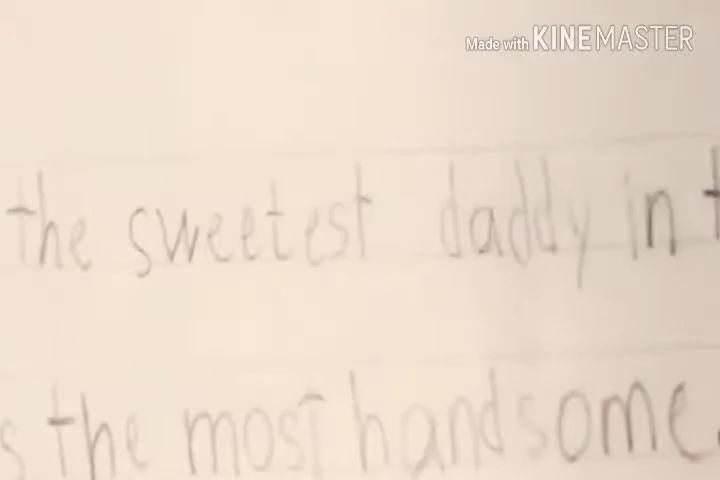 Made with KINEMASTER
the sweetest daddy in t
s the most handsome.